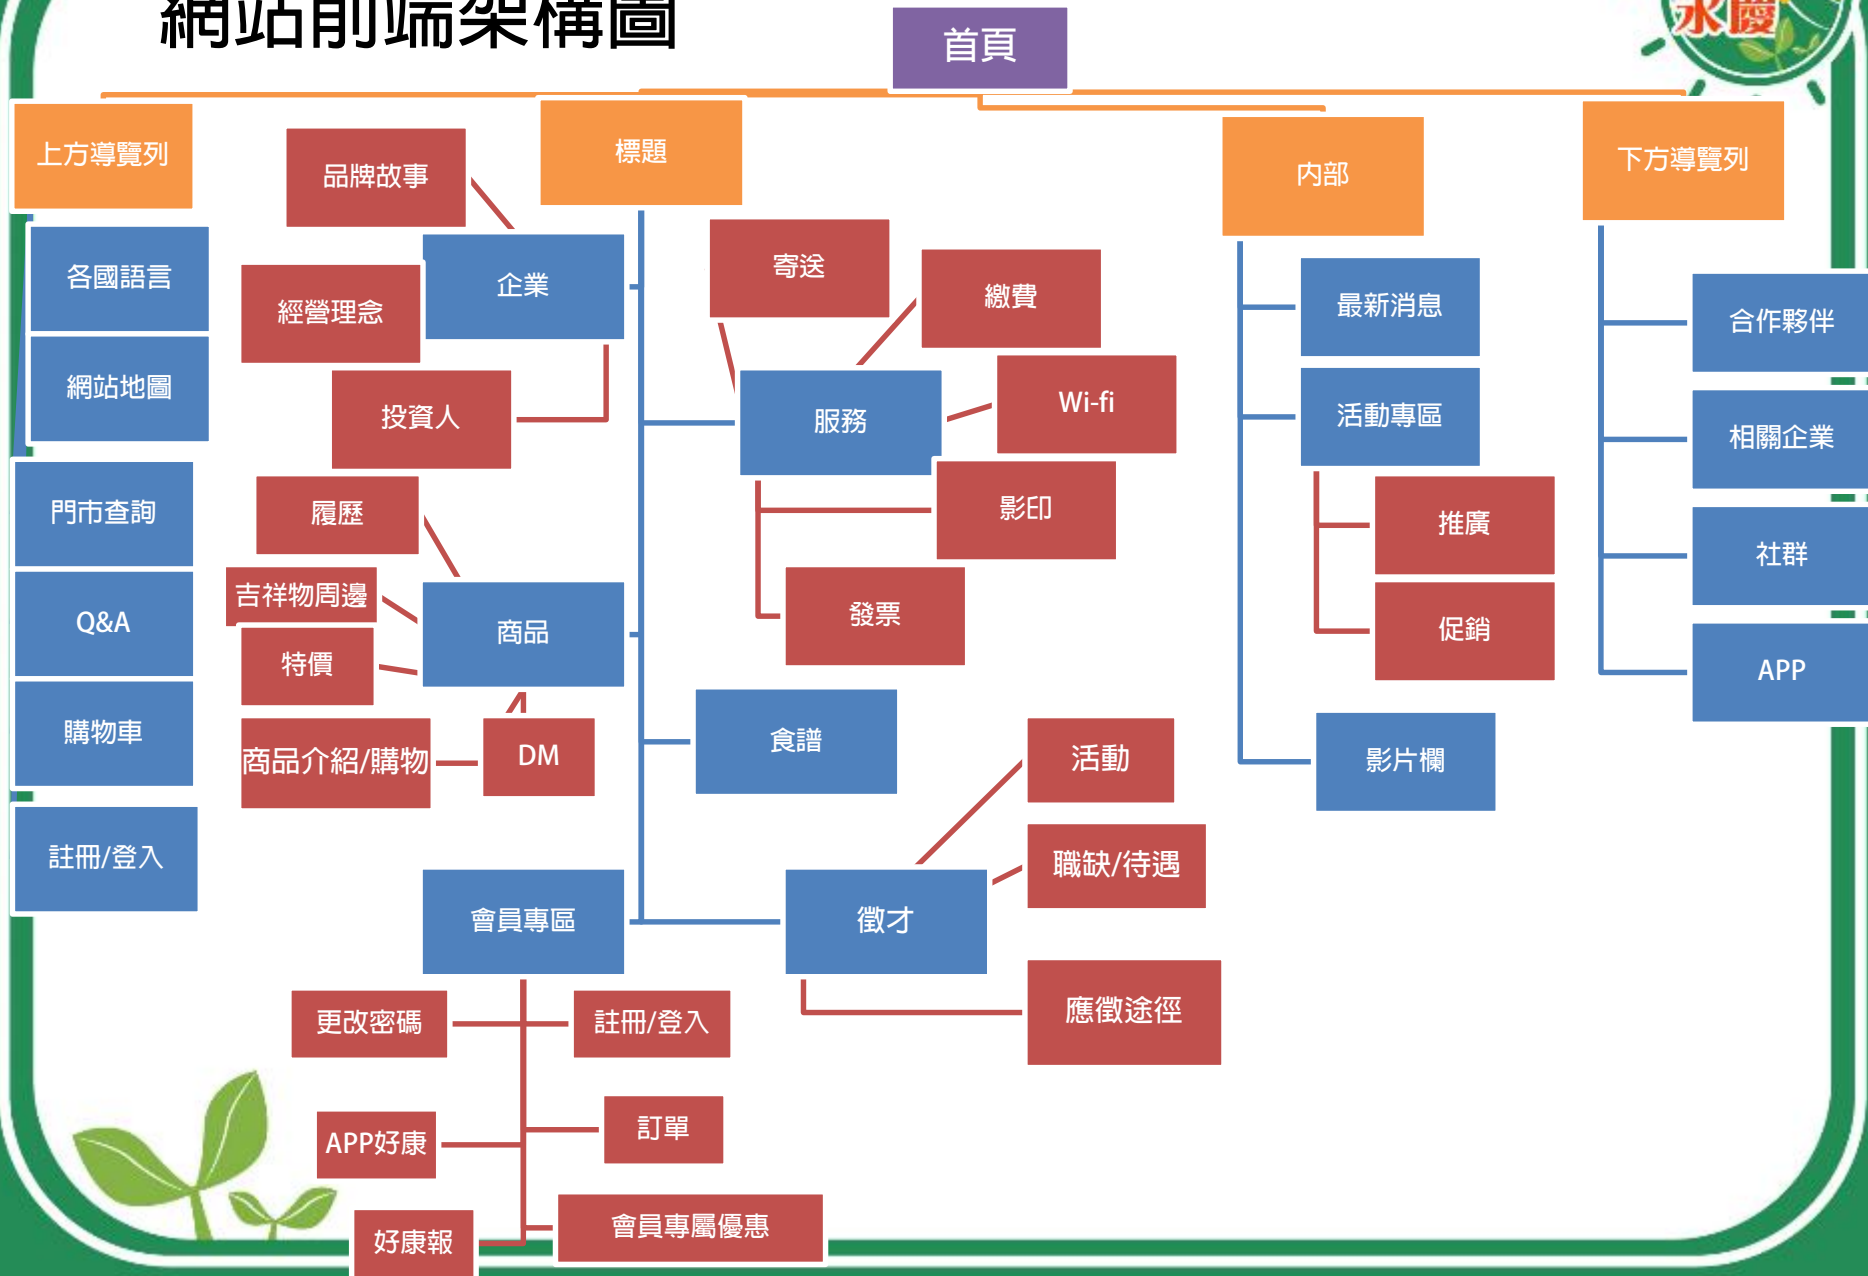 網站前端架構圖
首頁
永慶
上方導覽列
各國語言
網站地圖
門市查詢
Q&A
購物車
註冊/登入
標題
品牌故事
企業
經營理念
投資人
履歷
吉祥物周邊
特價
商品
商品介紹/購物
DM
寄送
繳費
服務
Wi-fi
影印
發票
食譜
活動
職缺/待遇
徵才
應徵途徑
會員專區
更改密碼
註冊/登入
APP好康
訂單
好康報
會員專屬優惠
內部
最新消息
活動專區
推廣
促銷
影片欄
下方導覽列
合作夥伴
相關企業
社群
APP